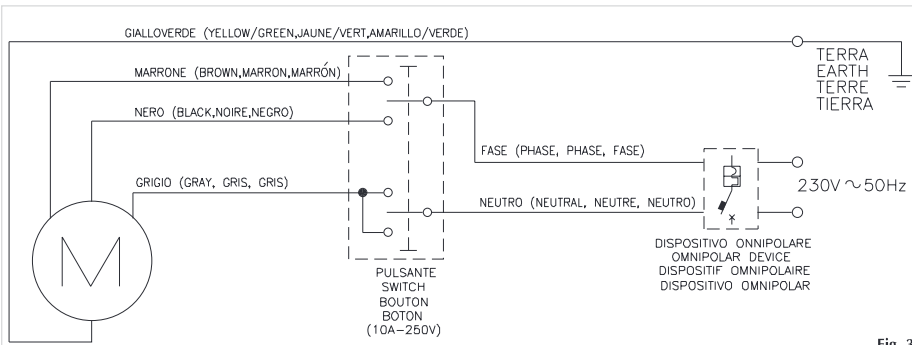 GIALLOVERDE (YELLOW/GREEN,JAUNE/VERT,AMARILLO/VERDE)
TERRA
EARTH
TERRE
TIERRA
MARRONE (BROWN,MARRON,MARRÓN)
NERO (BLACK,NOIRE,NEGRO)
FASE (PHASE, PHASE, FASE)
GRIGIO (GRAY, GRIS, GRIS)
230V ~ 50Hz
NEUTRO (NEUTRAL, NEUTRE, NEUTRO)
M
DISPOSITIVO ONNIPOLARE
OMNIPOLAR DEVICE
DISPOSITIF OMNIPOLAIRE
DISPOSITIVO OMNIPOLAR
PULSANTE
SWITCH
BOUTON
BOTON
(10A-250V)
Fig. 3